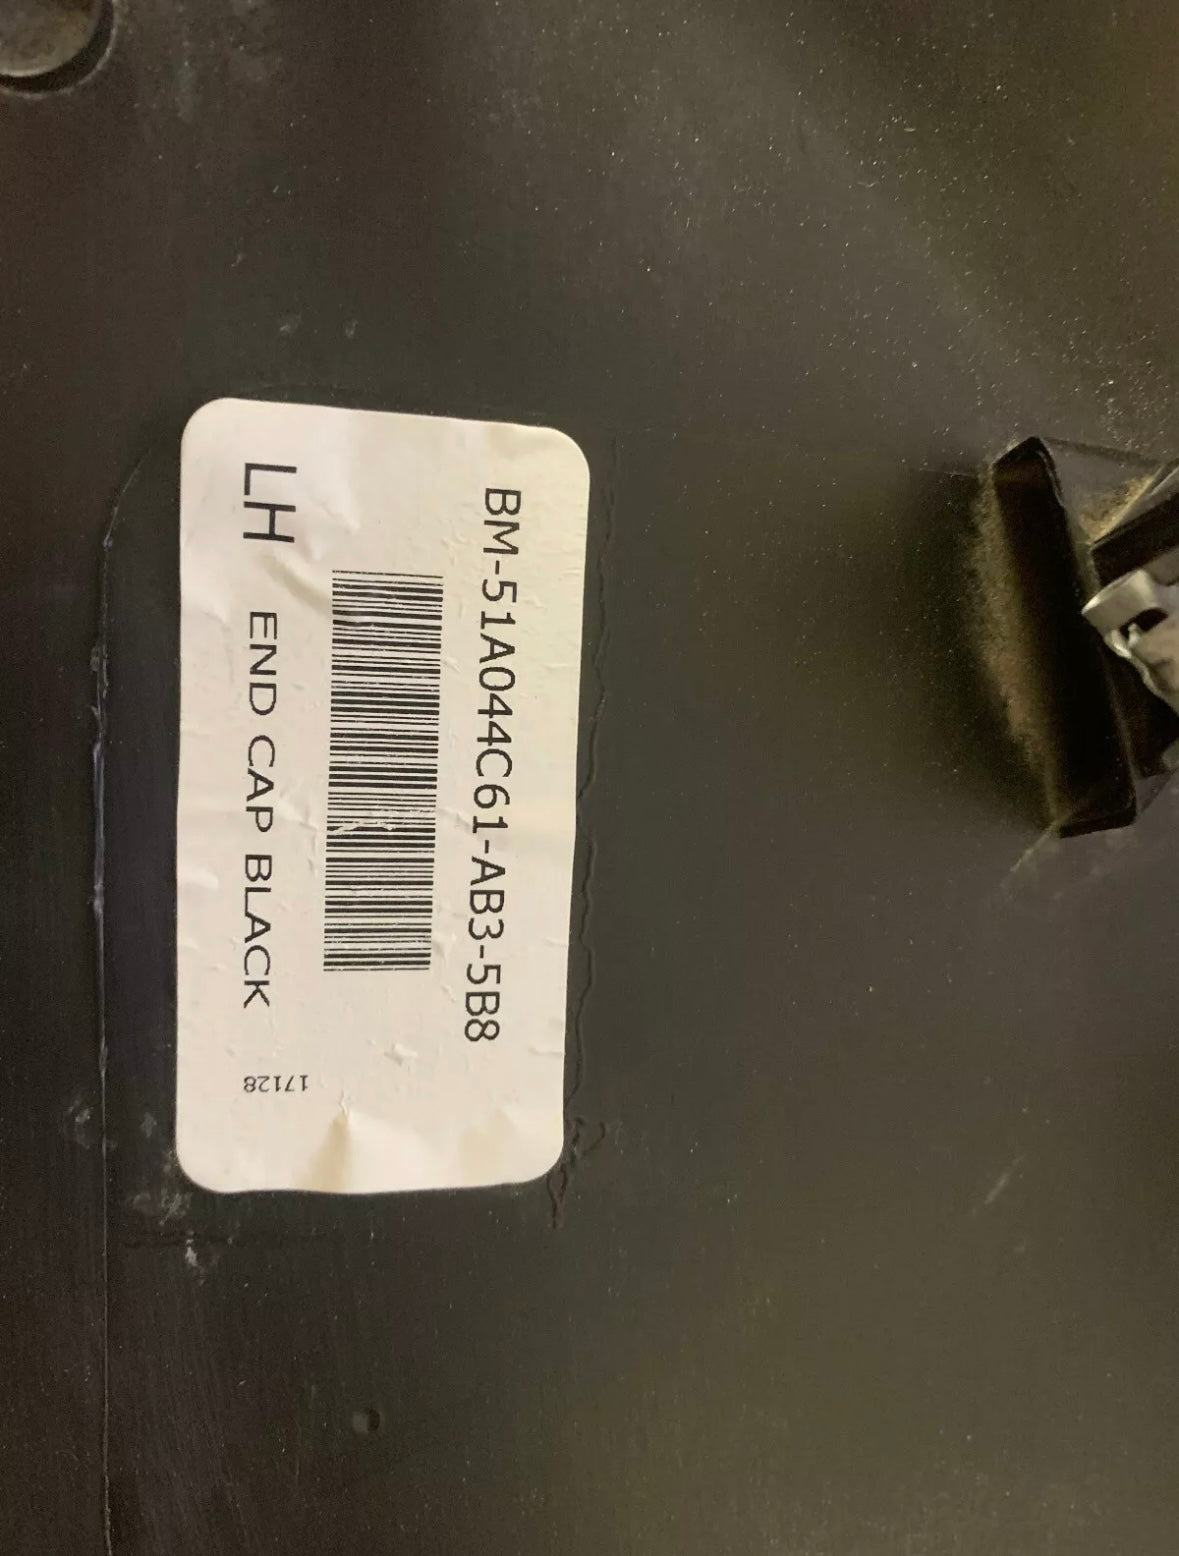 BM-51A044C61-AB3-5B8
LH END CAP BLACK
17128